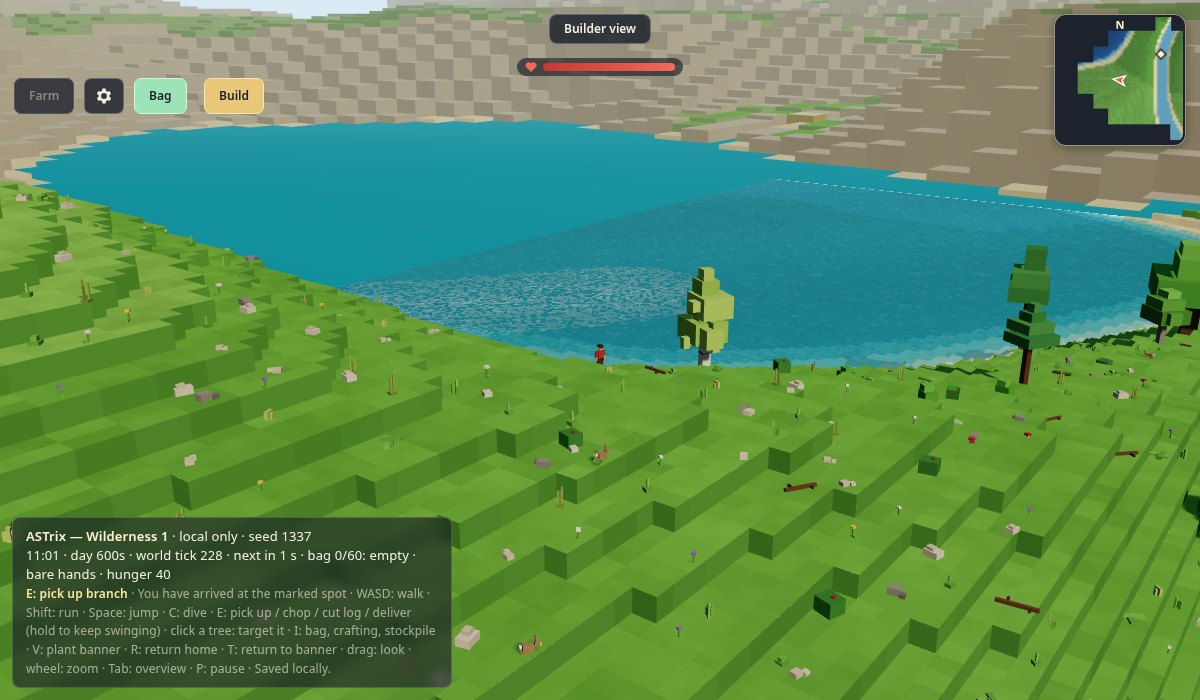 Builder view
N
Farm
Bag
Build
ASTrix — Wilderness 1 · local only · seed 1337
11:01 · day 600s · world tick 228 · next in 1 s · bag 0/60: empty ·
bare hands · hunger 40
E: pick up branch · You have arrived at the marked spot · WASD: walk ·
Shift: run · Space: jump · C: dive · E: pick up / chop / cut log / deliver
(hold to keep swinging) · click a tree: target it · I: bag, crafting, stockpile
· V: plant banner · R: return home · T: return to banner · drag: look ·
wheel: zoom · Tab: overview · P: pause · Saved locally.